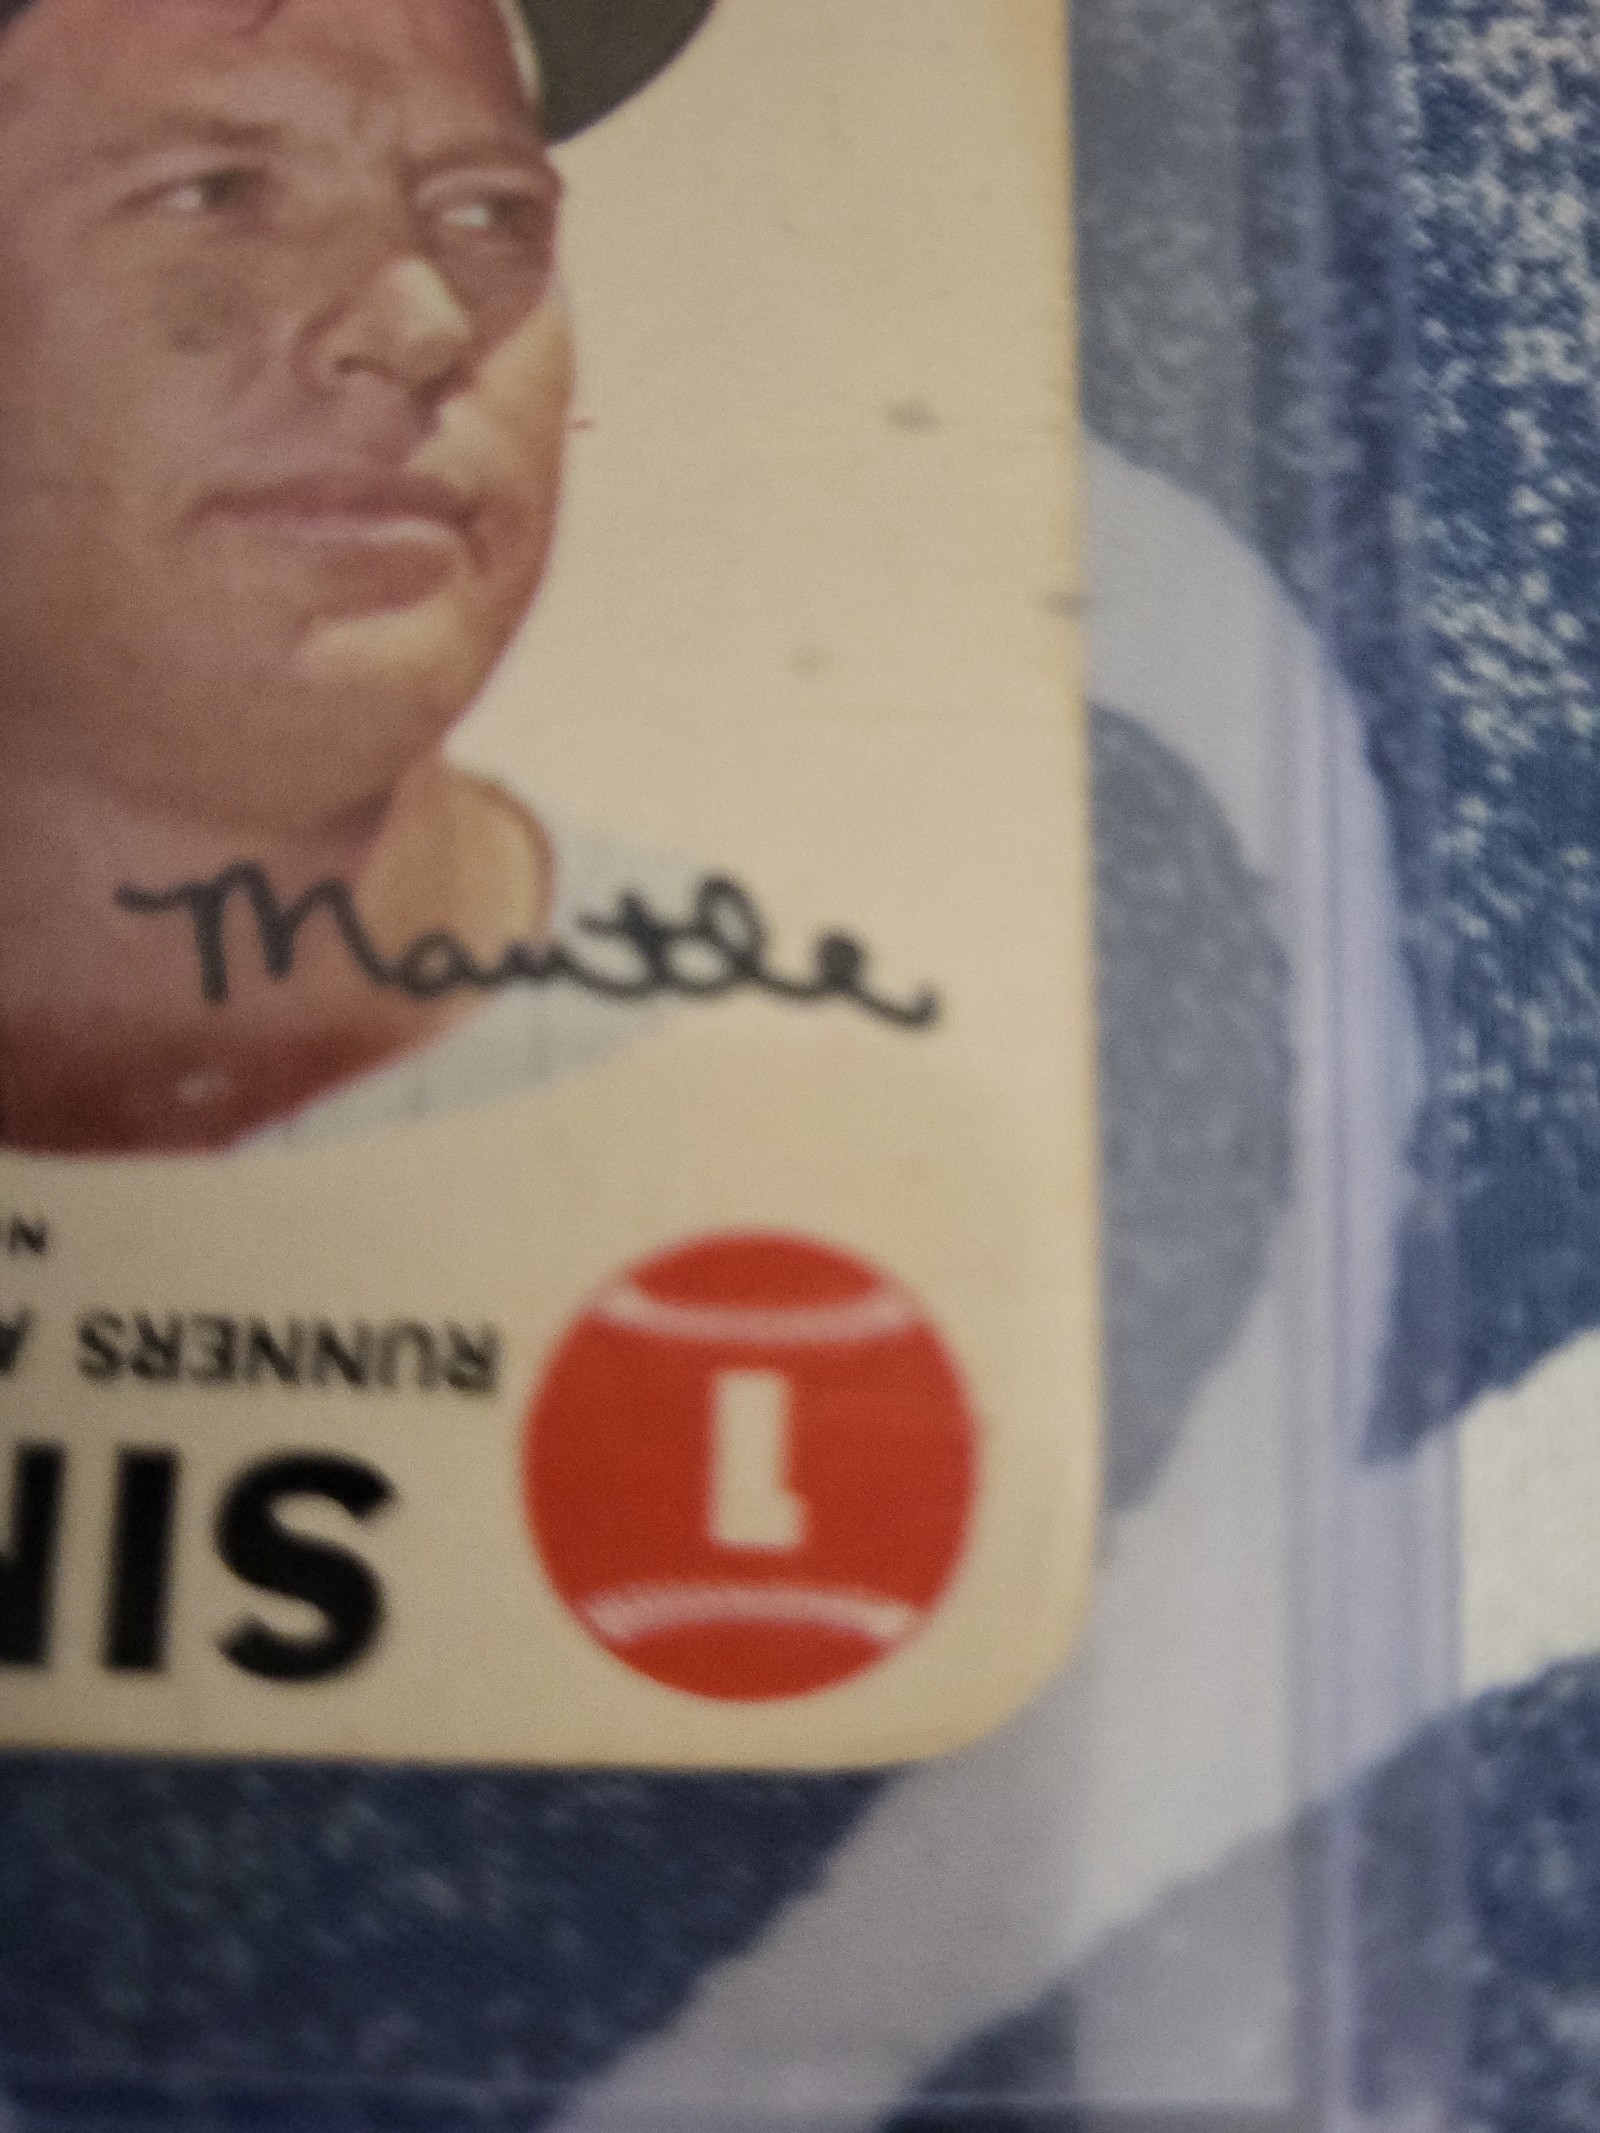 Mantle
RUNNERS A
SIN
1